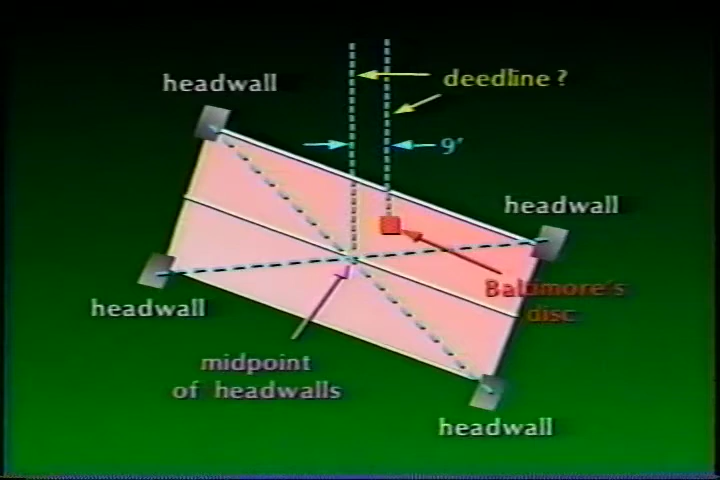 headwall
deedline ?
9'
headwall
headwall
Baltimore's
disc
midpoint
of headwalls
headwall